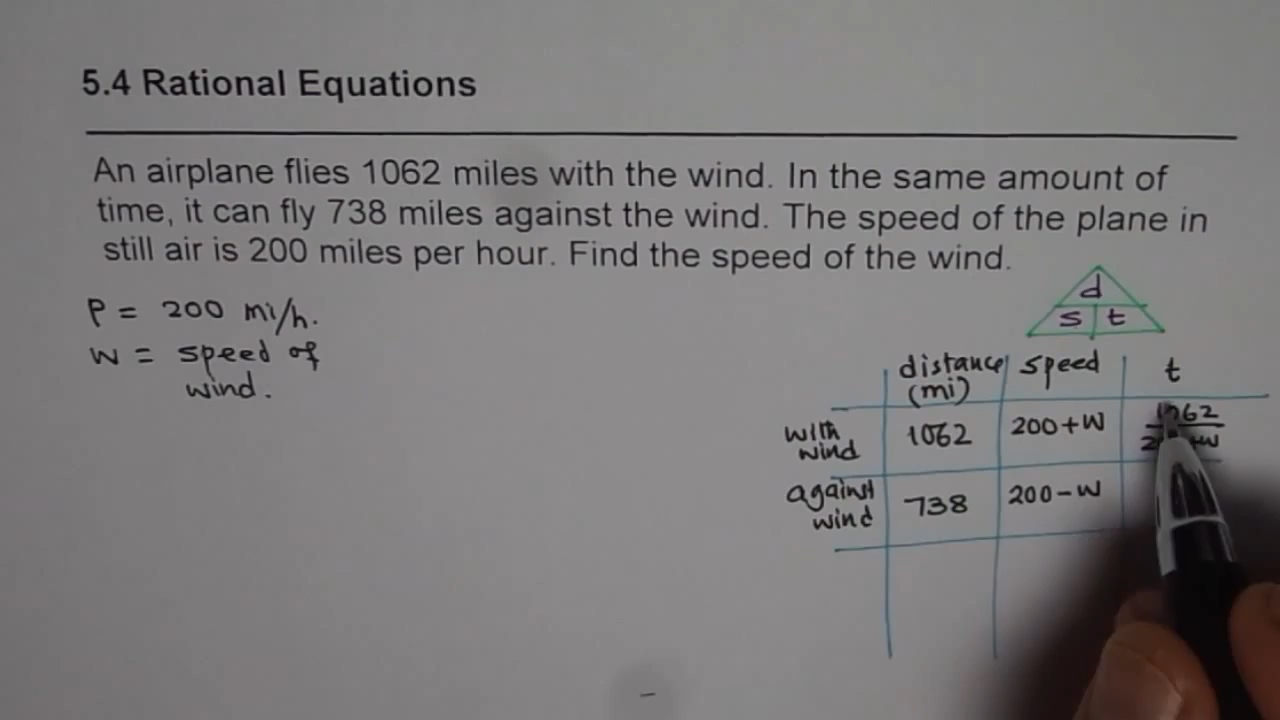 5.4 Rational Equations
An airplane flies 1062 miles with the wind. In the same amount of
time, it can fly 738 miles against the wind. The speed of the plane in
still air is 200 miles per hour. Find the speed of the wind.
P = 200 mi/h.
w = speed of
wind.
d
s t
distance speed t
(mi)
with
wind 1062 200+w
against
wind 738 200-w